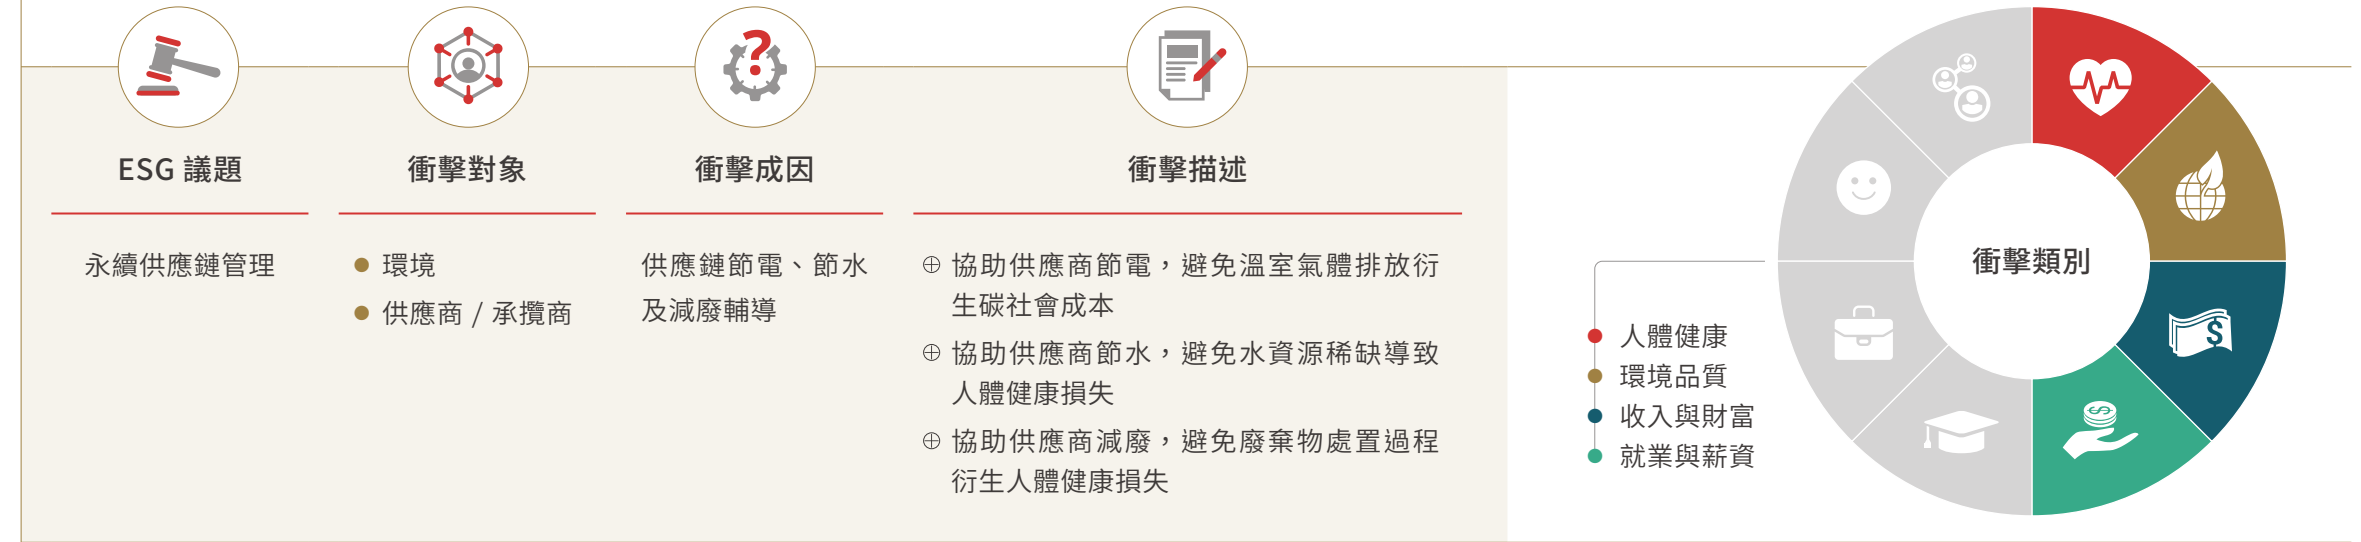 ESG 議題
永續供應鏈管理
衝擊對象
環境
供應商 / 承攬商
衝擊成因
供應鏈節電、節水
及減廢輔導
衝擊描述
⊕ 協助供應商節電，避免溫室氣體排放衍
生碳社會成本
⊕ 協助供應商節水，避免水資源稀缺導致
人體健康損失
⊕ 協助供應商減廢，避免廢棄物處置過程
衍生人體健康損失
人體健康
環境品質
收入與財富
就業與薪資
衝擊類別